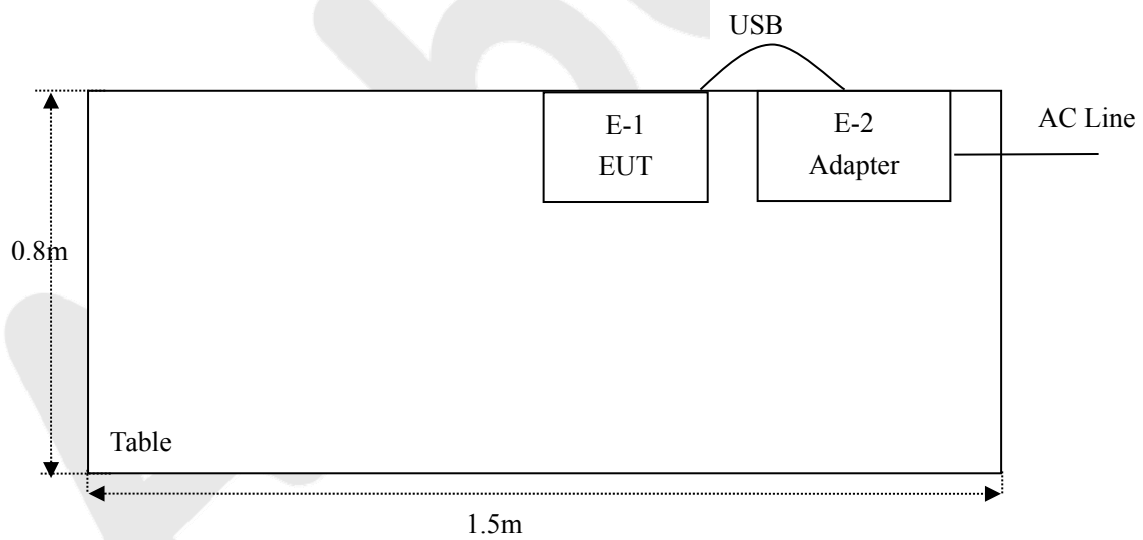 USB
E-1
EUT
E-2
Adapter
AC Line
0.8m
Table
1.5m